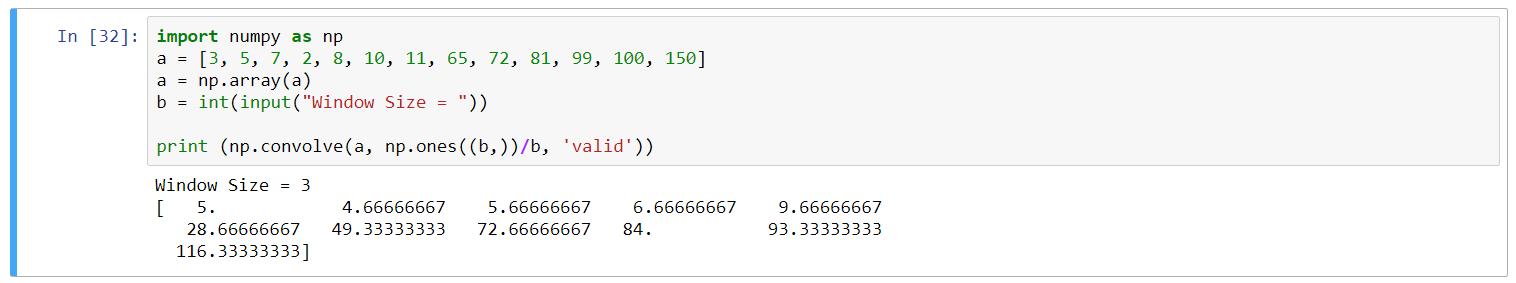 In [32]: import numpy as np
a = [3, 5, 7, 2, 8, 10, 11, 65, 72, 81, 99, 100, 150]
a = np.array(a)
b = int(input("Window Size = "))
print (np.convolve(a, np.ones((b,))/b, 'valid'))
Window Size = 3
[ 5. 4.66666667 5.66666667 6.66666667 9.66666667
28.66666667 49.33333333 72.66666667 84. 93.33333333
116.33333333]